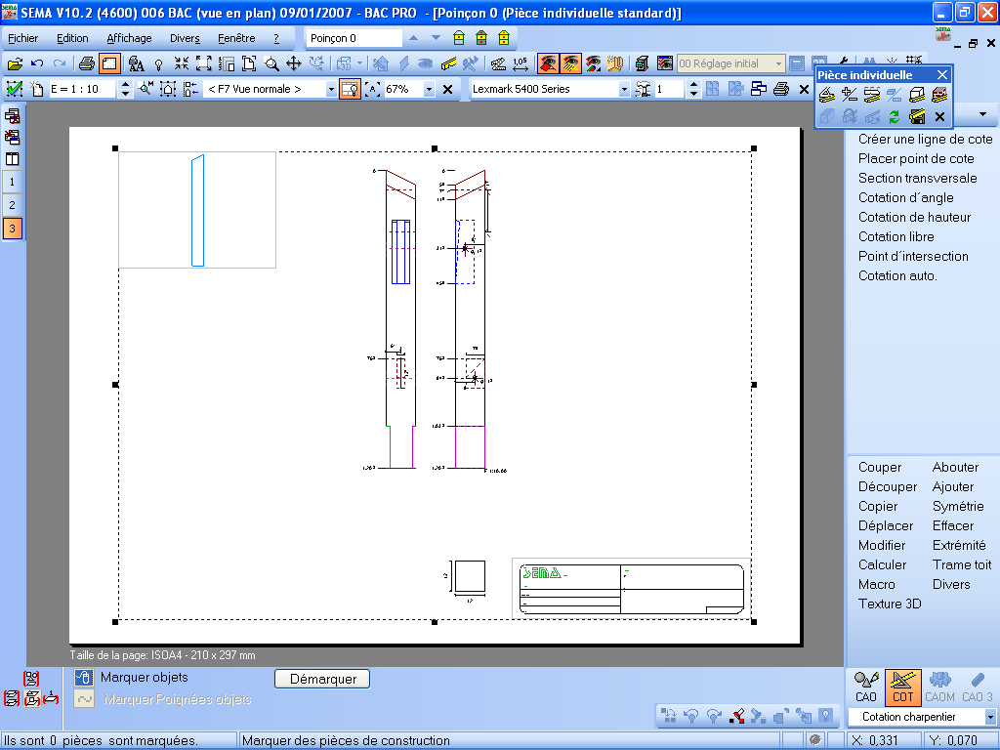 SEMA V10.2 (4600) 006 BAC (vue en plan) 09/01/2007 - BAC PRO - [Poinçon 0 (Pièce individuelle standard)]
Fichier Edition Affichage Divers Fenêtre ? Poinçon 0
00 Réglage initial
E = 1 : 10 < F7 Vue normale > 67% Lexmark 5400 Series 1
Pièce individuelle
1
2
3
Créer une ligne de cote
Placer point de cote
Section transversale
Cotation d´angle
Cotation de hauteur
Cotation libre
Point d´intersection
Cotation auto.
SEMA
Couper Abouter
Découper Ajouter
Copier Symétrie
Déplacer Effacer
Modifier Extrémité
Calculer Trame toit
Macro Divers
Texture 3D
Taille de la page: ISOA4 - 210 x 297 mm
Marquer objets Démarquer
Marquer Poignées objets
CAO COT CAOM CAO 3
Cotation charpentier
Ils sont 0 pièces sont marquées. Marquer des pièces de construction X: 0,331 Y: 0,070